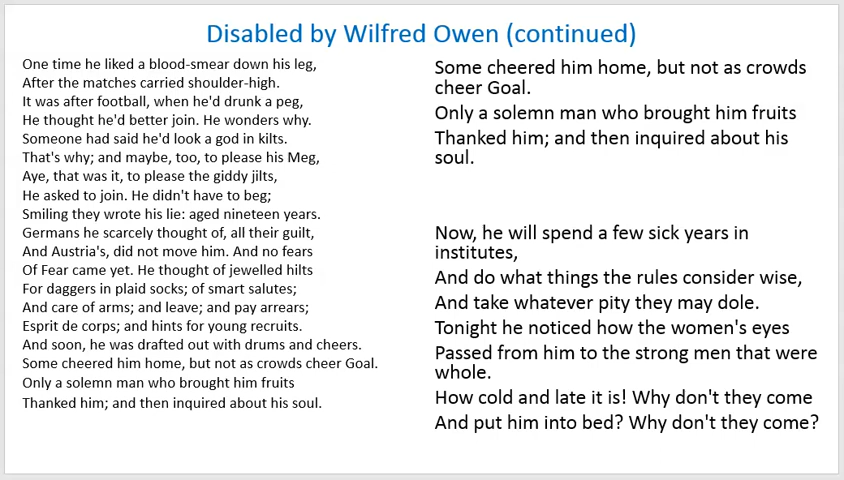 Disabled by Wilfred Owen (continued)
One time he liked a blood-smear down his leg,
After the matches carried shoulder-high.
It was after football, when he'd drunk a peg,
He thought he'd better join. He wonders why.
Someone had said he'd look a god in kilts.
That's why; and maybe, too, to please his Meg,
Aye, that was it, to please the giddy jilts,
He asked to join. He didn't have to beg;
Smiling they wrote his lie: aged nineteen years.
Germans he scarcely thought of, all their guilt,
And Austria's, did not move him. And no fears
Of Fear came yet. He thought of jewelled hilts
For daggers in plaid socks; of smart salutes;
And care of arms; and leave; and pay arrears;
Esprit de corps; and hints for young recruits.
And soon, he was drafted out with drums and cheers.
Some cheered him home, but not as crowds cheer Goal.
Only a solemn man who brought him fruits
Thanked him; and then inquired about his soul.
Some cheered him home, but not as crowds
cheer Goal.
Only a solemn man who brought him fruits
Thanked him; and then inquired about his
soul.
Now, he will spend a few sick years in
institutes,
And do what things the rules consider wise,
And take whatever pity they may dole.
Tonight he noticed how the women's eyes
Passed from him to the strong men that were
whole.
How cold and late it is! Why don't they come
And put him into bed? Why don't they come?